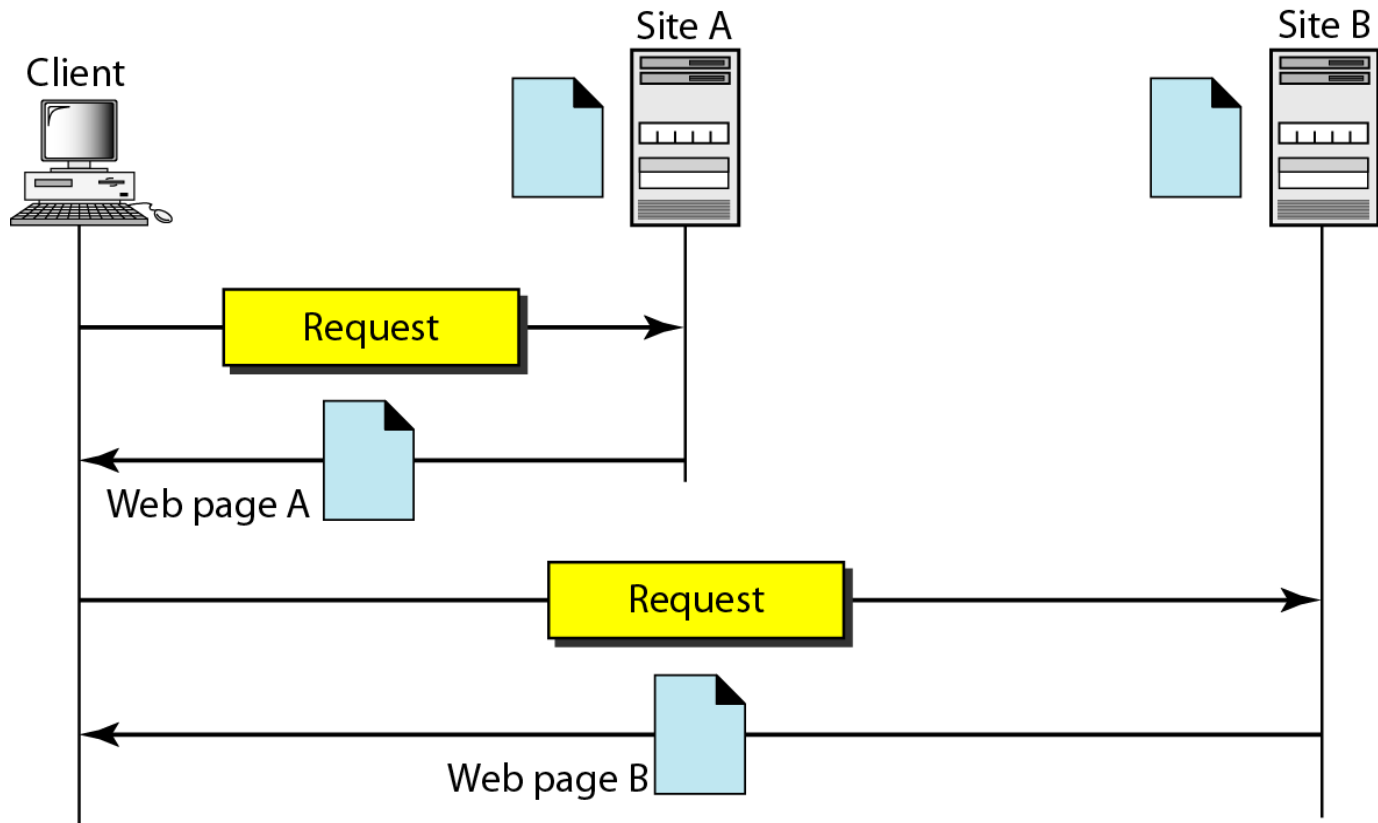 Site A
Site B
Client
Request
Web page A
Request
Web page B